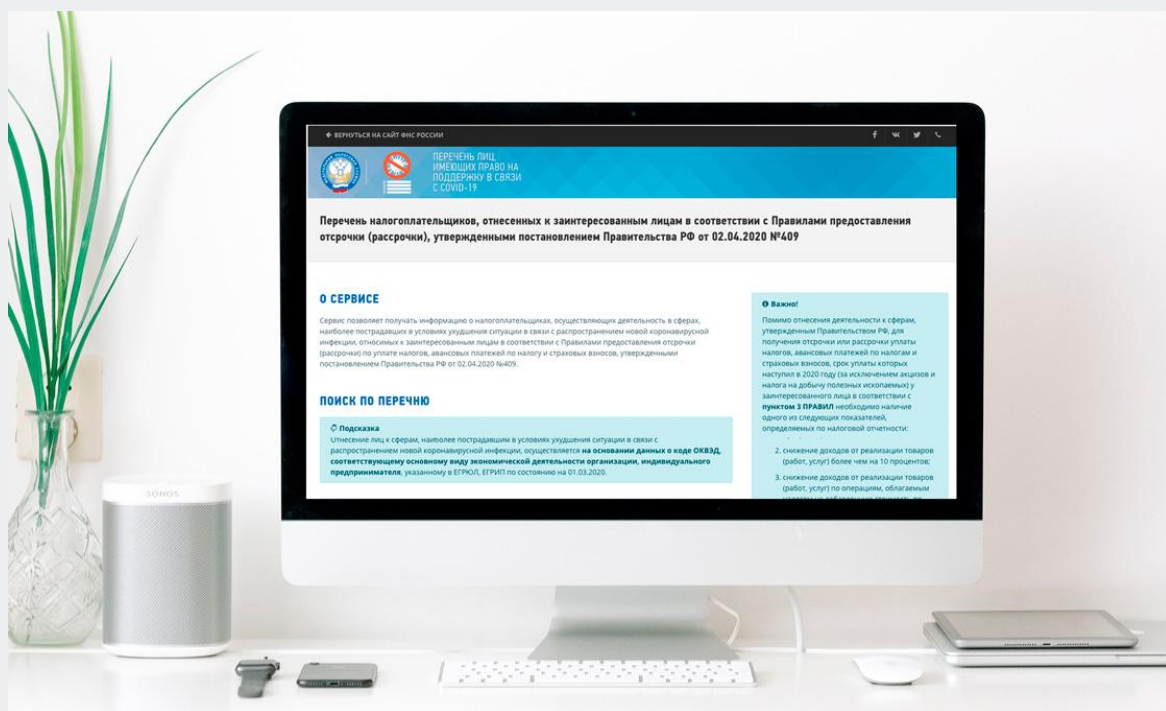 ВЕРНУТЬСЯ НА САЙТ ФНС РОССИИ
ПЕРЕЧЕНЬ ЛИЦ,
ИМЕЮЩИХ ПРАВО НА
ПОДДЕРЖКУ В СВЯЗИ
С COVID-19
Перечень налогоплательщиков, отнесенных к заинтересованным лицам в соответствии с Правилами предоставления
отсрочки (рассрочки), утвержденными постановлением Правительства РФ от 02.04.2020 №409
О СЕРВИСЕ
Сервис позволяет получать информацию о налогоплательщиках, осуществляющих деятельность в сферах,
наиболее пострадавших в условиях ухудшения ситуации в связи с распространением новой коронавирусной
инфекции, относимых к заинтересованным лицам в соответствии с Правилами предоставления отсрочки
(рассрочки) по уплате налогов, авансовых платежей по налогу и страховых взносов, утвержденными
постановлением Правительства РФ от 02.04.2020 №409.
ПОИСК ПО ПЕРЕЧНЮ
Подсказка
Отнесение лиц к сферам, наиболее пострадавшим в условиях ухудшения ситуации в связи с
распространением новой коронавирусной инфекции, осуществляется на основании данных о коде ОКВЭД,
соответствующему основному виду экономической деятельности организации, индивидуального
предпринимателя, указанному в ЕГРЮЛ, ЕГРИП по состоянию на 01.03.2020.
Важно!
Помимо отнесения деятельности к сферам,
утвержденным Правительством РФ, для
получения отсрочки или рассрочки уплаты
налогов, авансовых платежей по налогам и
страховых взносов, срок уплаты которых
наступил в 2020 году (за исключением акцизов и
налога на добычу полезных ископаемых) у
заинтересованного лица в соответствии с
пунктом 3 ПРАВИЛ необходимо наличие
одного из следующих показателей,
определяемых по налоговой отчетности:
2. снижение доходов от реализации товаров
(работ, услуг) более чем на 10 процентов;
3. снижение доходов от реализации товаров
(работ, услуг) по операциям, облагаемым
SONOS